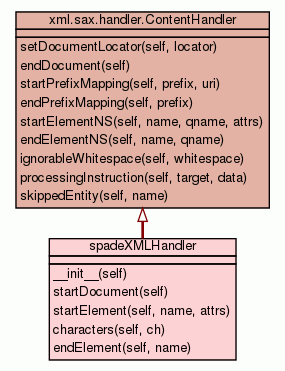 xml.sax.handler.ContentHandler
setDocumentLocator(self, locator)
endDocument(self)
startPrefixMapping(self, prefix, uri)
endPrefixMapping(self, prefix)
startElementNS(self, name, qname, attrs)
endElementNS(self, name, qname)
ignorableWhitespace(self, whitespace)
processingInstruction(self, target, data)
skippedEntity(self, name)
spadeXMLHandler
__init__(self)
startDocument(self)
startElement(self, name, attrs)
characters(self, ch)
endElement(self, name)